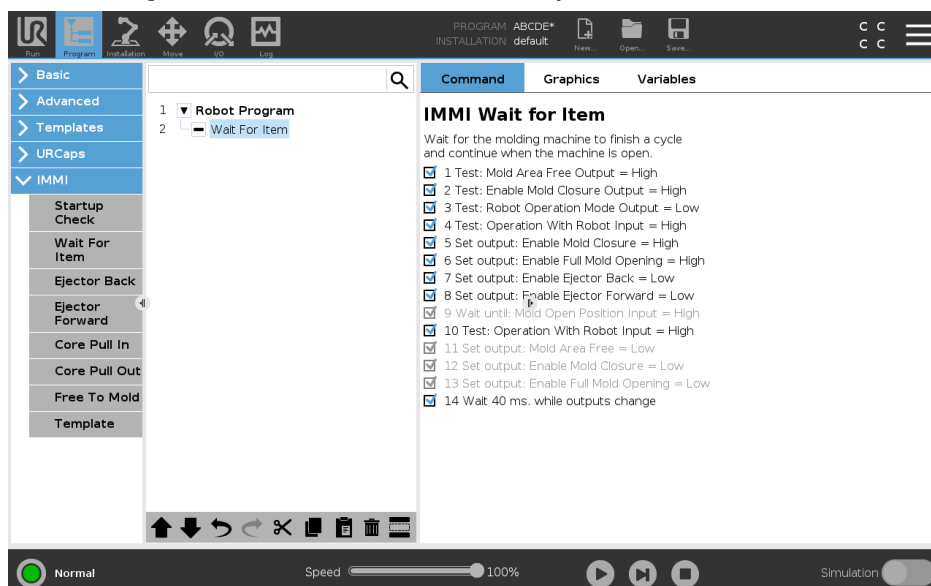 UR
PROGRAM ABCDE*
INSTALLATION default
Run Program Installation Move I/O Log New... Open... Save...
C C
C C
Basic
Advanced
Templates
URCaps
IMMI
Startup
Check
Wait For
Item
Ejector Back
Ejector
Forward
Core Pull In
Core Pull Out
Free To Mold
Template
1 Robot Program
2 Wait For Item
Command Graphics Variables
IMMI Wait for Item
Wait for the molding machine to finish a cycle
and continue when the machine is open.
1 Test: Mold Area Free Output = High
2 Test: Enable Mold Closure Output = High
3 Test: Robot Operation Mode Output = Low
4 Test: Operation With Robot Input = High
5 Set output: Enable Mold Closure = High
6 Set output: Enable Full Mold Opening = High
7 Set output: Enable Ejector Back = Low
8 Set output: Enable Ejector Forward = Low
9 Wait until: Mold Open Position Input = High
10 Test: Operation With Robot Input = High
11 Set output: Mold Area Free = Low
12 Set output: Enable Mold Closure = Low
13 Set output: Enable Full Mold Opening = Low
14 Wait 40 ms. while outputs change
Normal Speed 100% Simulation